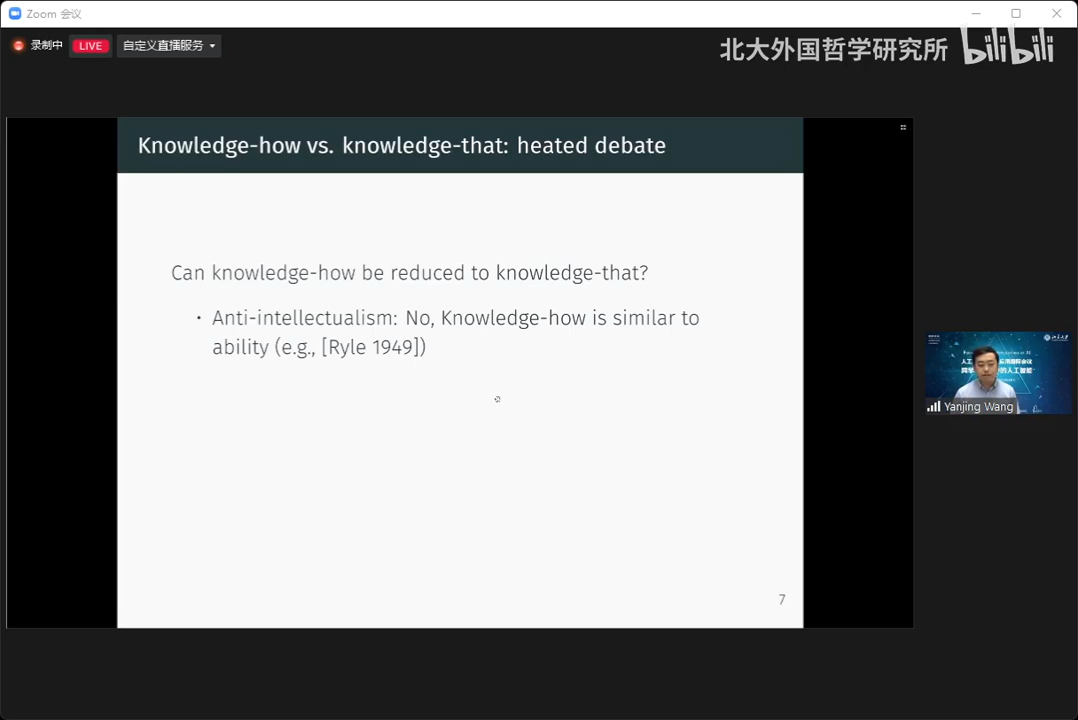 Zoom 会议
录制中
LIVE
自定义直播服务
北大外国哲学研究所
bilibili
Knowledge-how vs. knowledge-that: heated debate
Can knowledge-how be reduced to knowledge-that?
· Anti-intellectualism: No, Knowledge-how is similar to
ability (e.g., [Ryle 1949])
7
Yanjing Wang